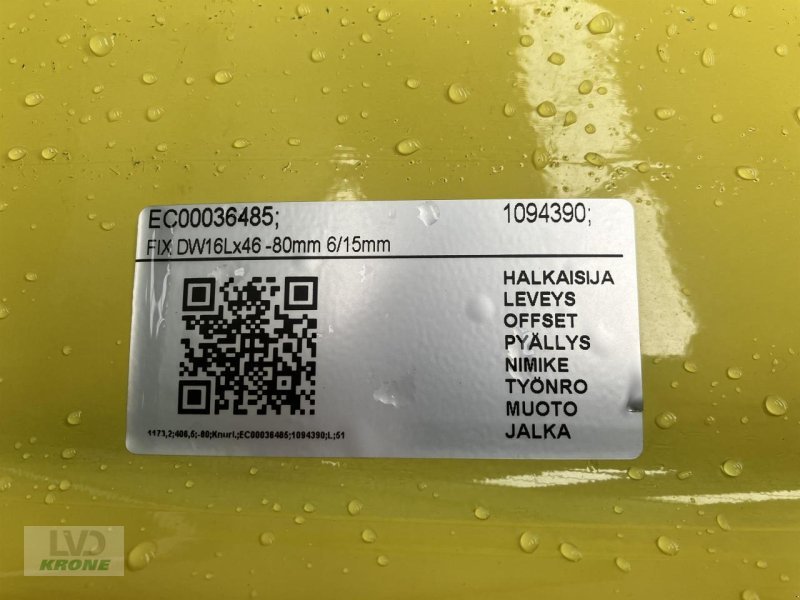 EC00036485; 1094390;
FIX DW16Lx46 -80mm 6/15mm
HALKAISIJA
LEVEYS
OFFSET
PYÄLLYS
NIMIKE
TYÖNRO
MUOTO
JALKA
1173,2;406,5;-80;Knurl.;EC00036485;1094390;L;51
LVD
KRONE